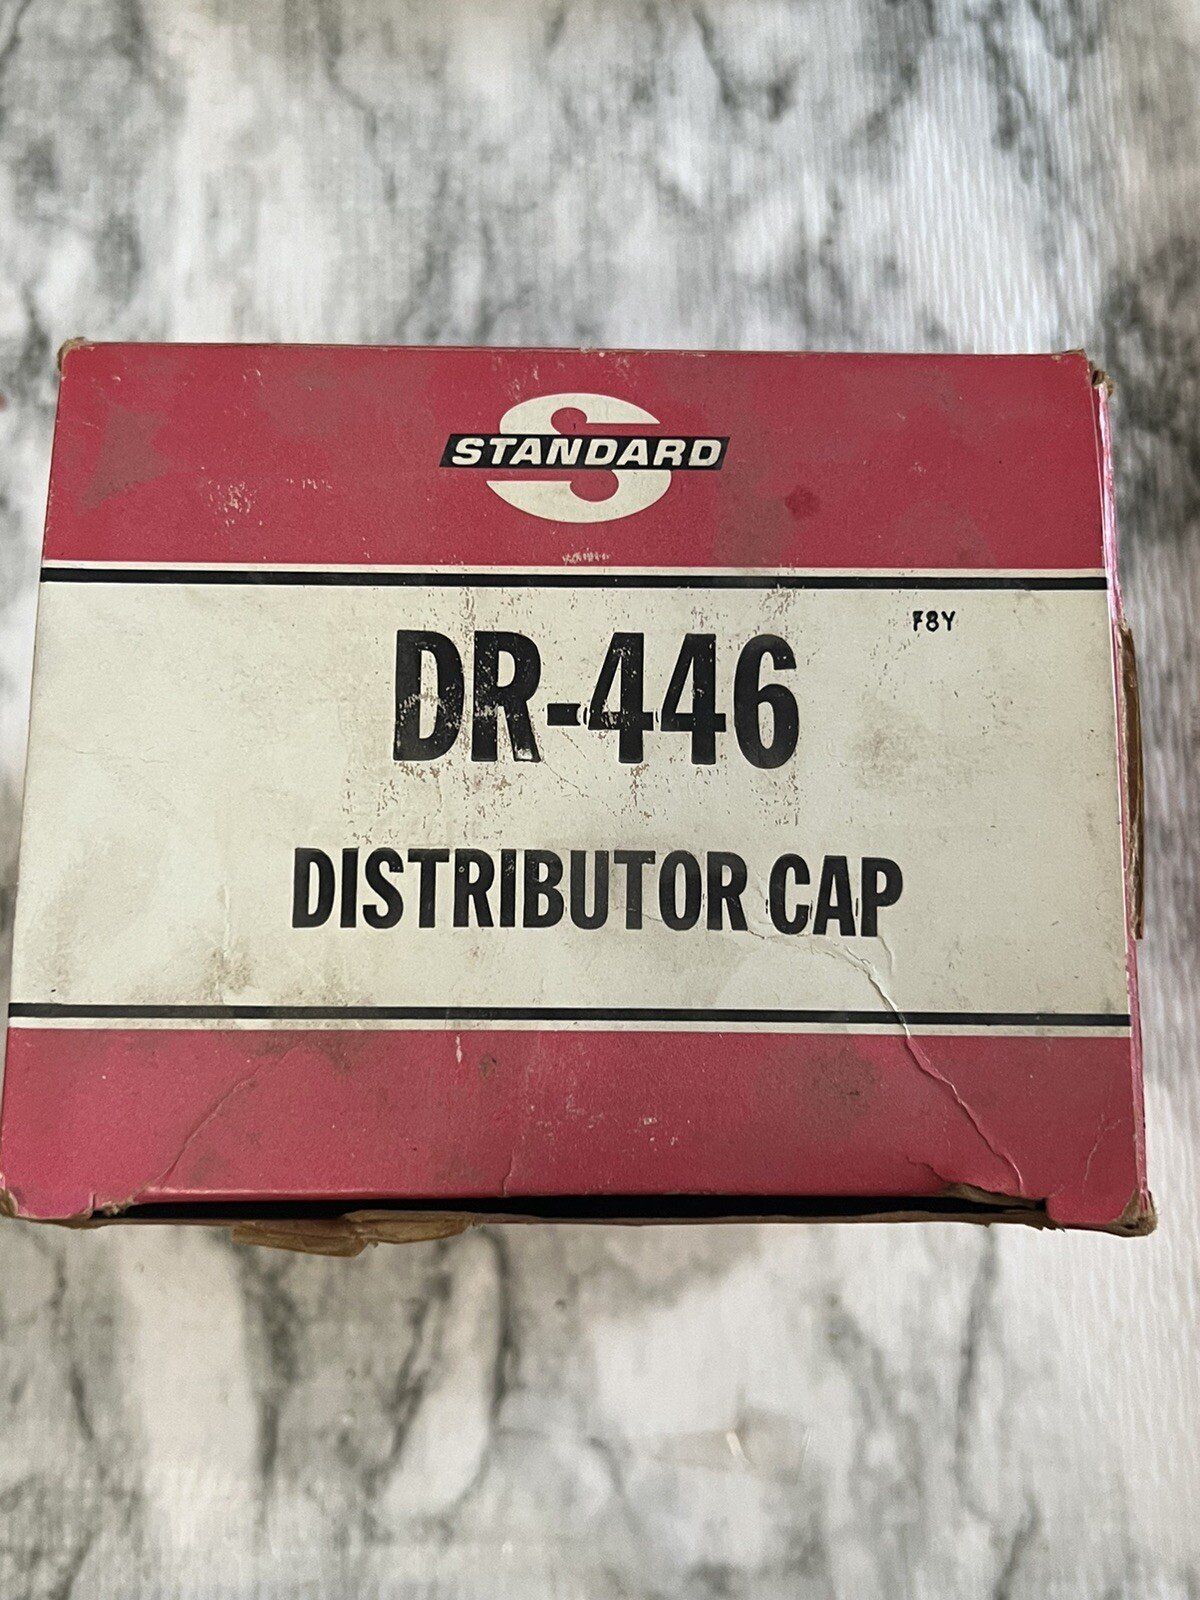 STANDARD
F8Y
DR-446
DISTRIBUTOR CAP